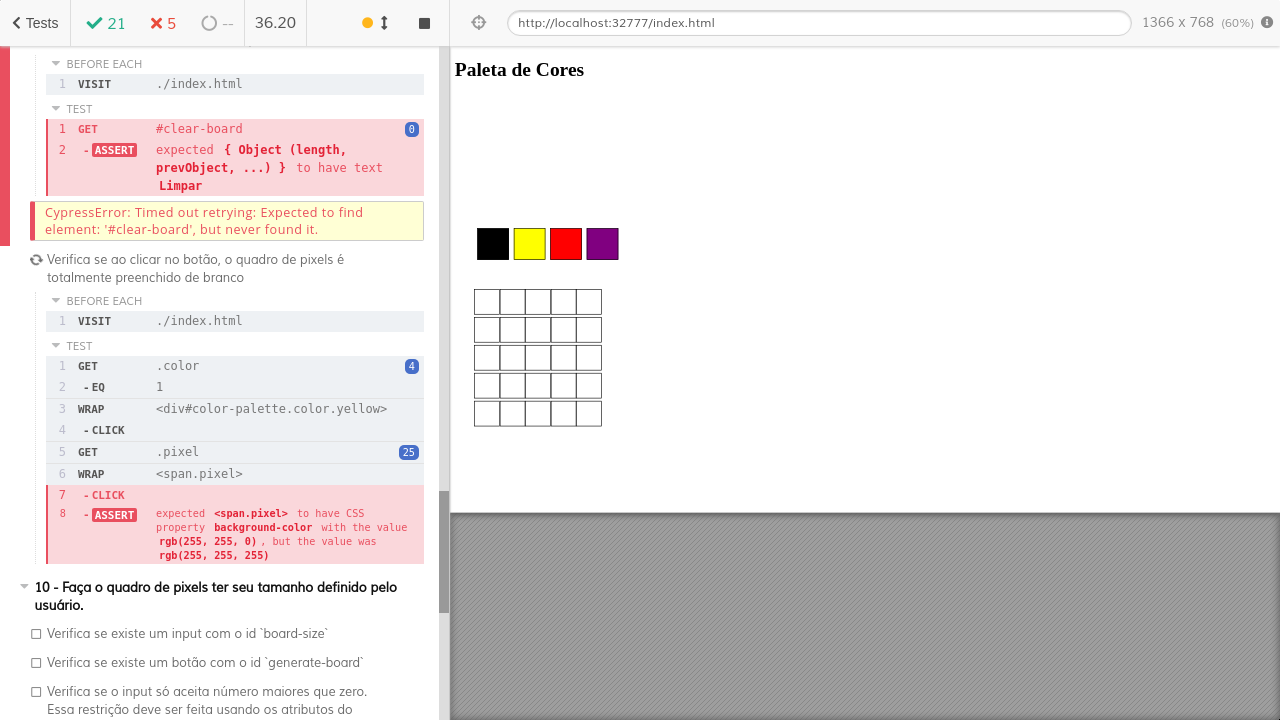 Tests 21 5 -- 36.20 http://localhost:32777/index.html 1366 x 768 (60%)
BEFORE EACH
1 VISIT ./index.html
TEST
1 GET #clear-board 0
2 - ASSERT expected { Object (length,
prevObject, ...) } to have text
Limpar
CypressError: Timed out retrying: Expected to find
element: '#clear-board', but never found it.
Verifica se ao clicar no botão, o quadro de pixels é
totalmente preenchido de branco
BEFORE EACH
1 VISIT ./index.html
TEST
1 GET .color 4
2 - EQ 1
3 WRAP <div#color-palette.color.yellow>
4 - CLICK
5 GET .pixel 25
6 WRAP <span.pixel>
7 - CLICK
8 - ASSERT expected <span.pixel> to have CSS
property background-color with the value
rgb(255, 255, 0), but the value was
rgb(255, 255, 255)
10 - Faça o quadro de pixels ter seu tamanho definido pelo
usuário.
Verifica se existe um input com o id `board-size`
Verifica se existe um botão com o id `generate-board`
Verifica se o input só aceita número maiores que zero.
Essa restrição deve ser feita usando os atributos do
Paleta de Cores